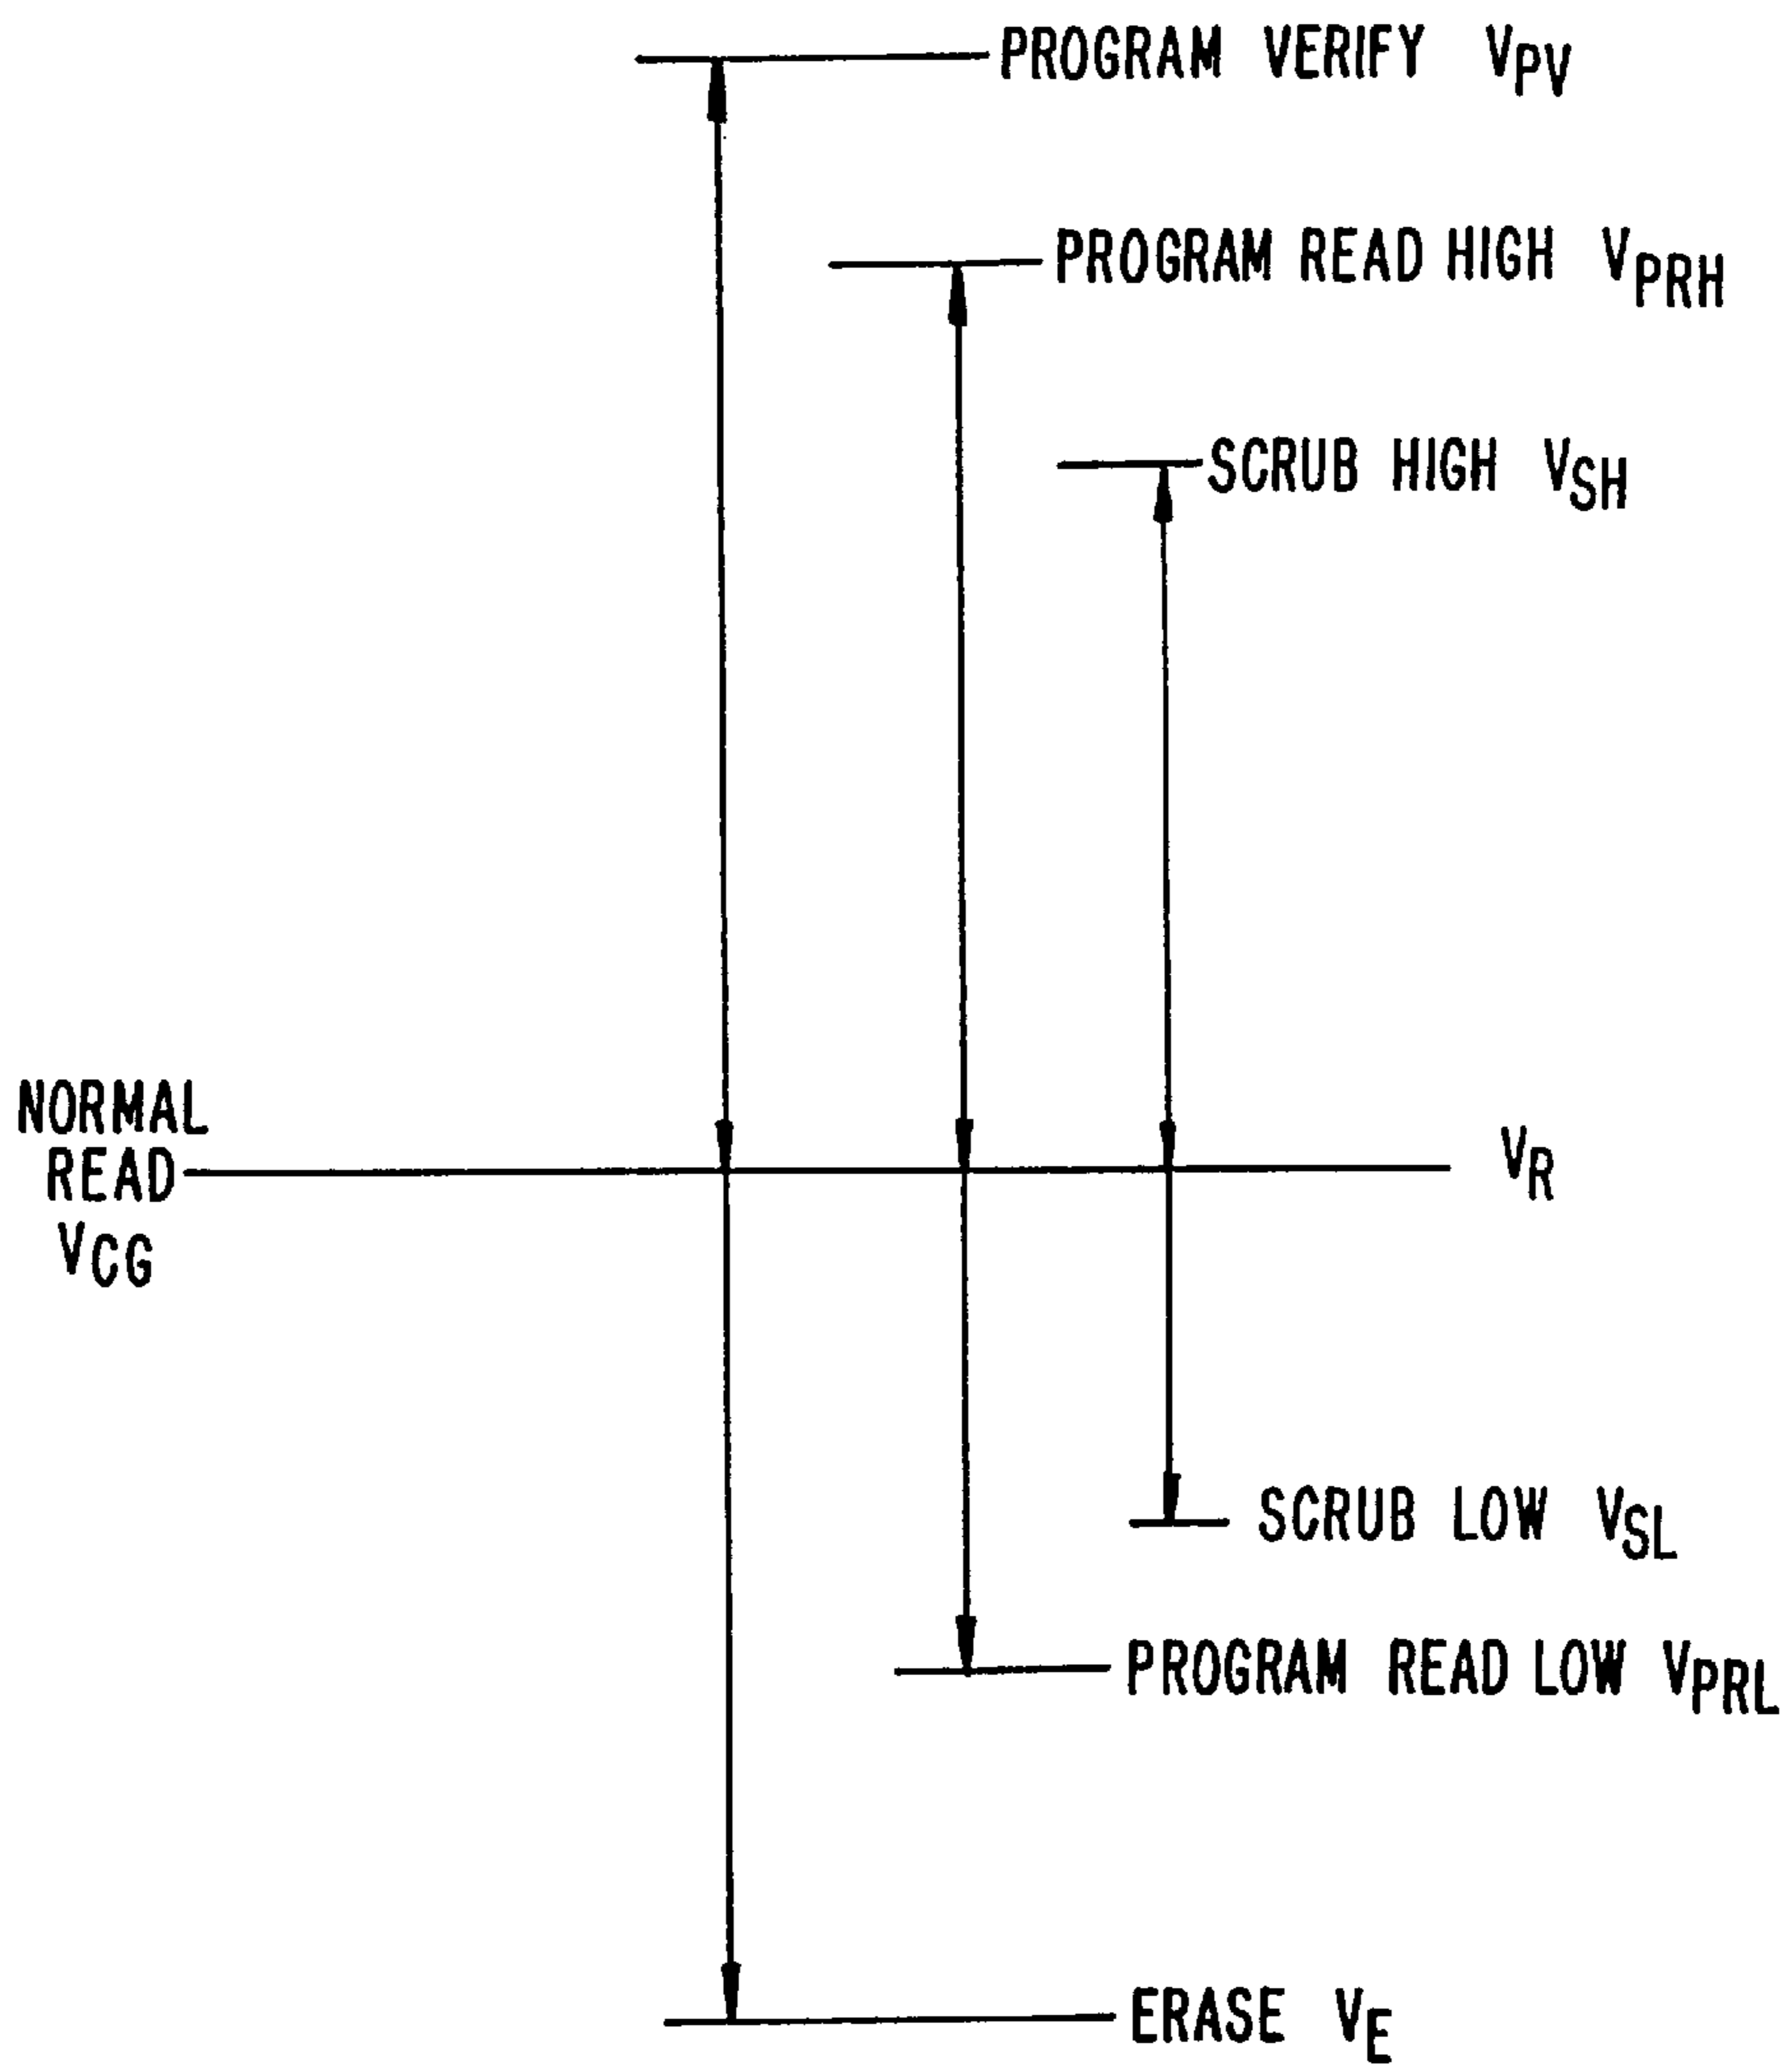 PROGRAM VERIFY VPV
PROGRAM READ HIGH VPRH
SCRUB HIGH VSH
NORMAL
READ
VCG
VR
SCRUB LOW VSL
PROGRAM READ LOW VPRL
ERASE VE